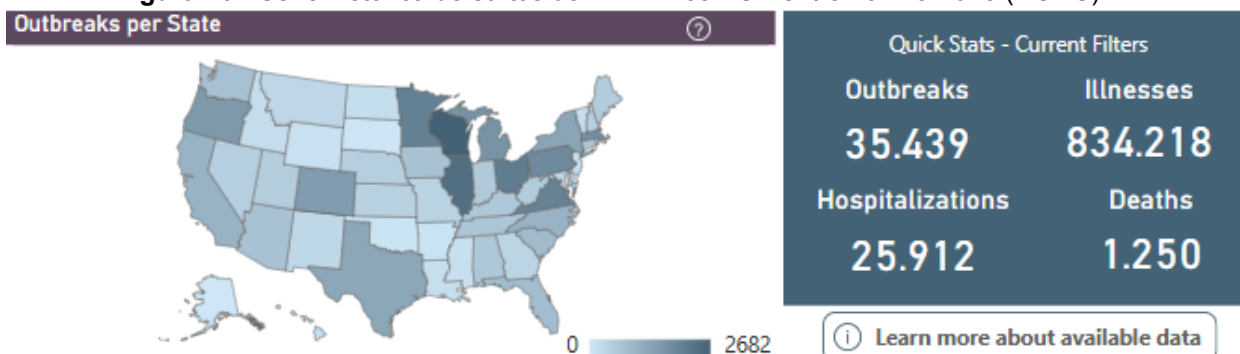 Outbreaks per State
?
0
2682
Quick Stats - Current Filters
Outbreaks
Illnesses
35.439
834.218
Hospitalizations
Deaths
25.912
1.250
i Learn more about available data